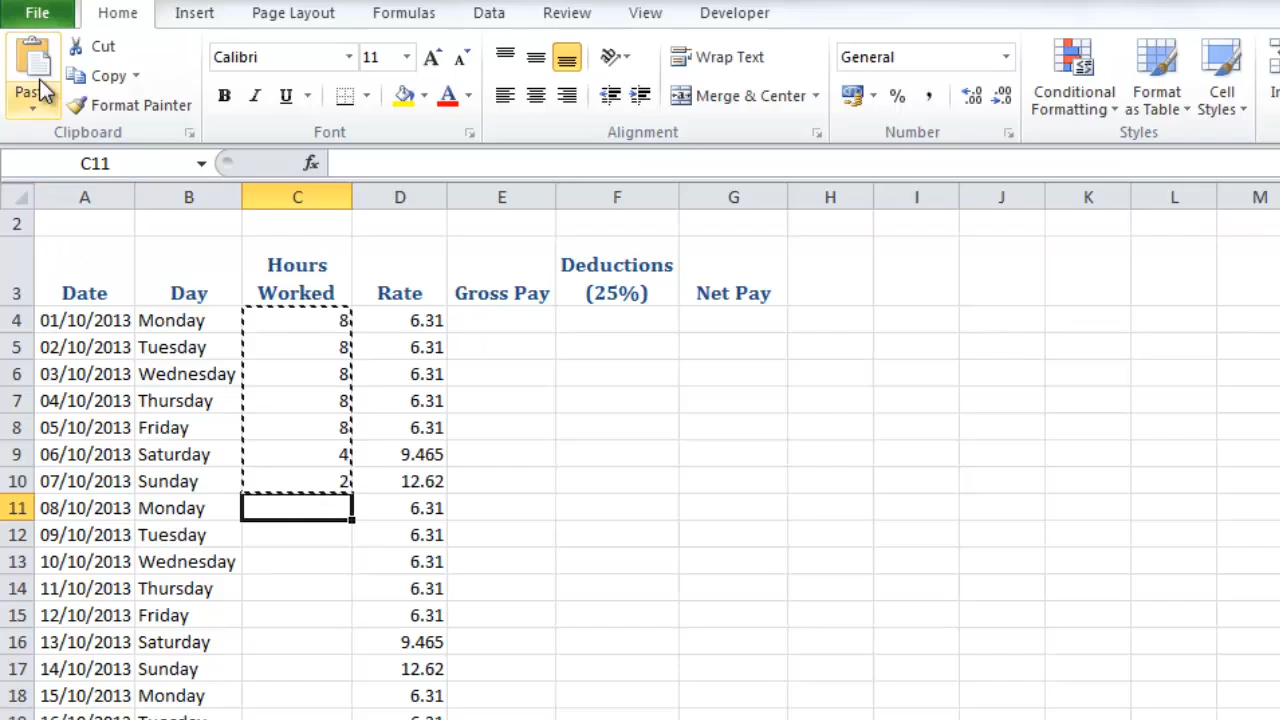 File Home Insert Page Layout Formulas Data Review View Developer
Cut
Copy
Format Painter
Calibri 11 A A Wrap Text General
B I U A Merge & Center % , .0 .00 .00 .0
Conditional Formatting Format as Table Cell Styles
Clipboard Font Alignment Number Styles
C11 fx
A B C D E F G H I J K L M
2
3 Date Day Hours Worked Rate Gross Pay Deductions (25%) Net Pay
4 01/10/2013 Monday 8 6.31
5 02/10/2013 Tuesday 8 6.31
6 03/10/2013 Wednesday 8 6.31
7 04/10/2013 Thursday 8 6.31
8 05/10/2013 Friday 8 6.31
9 06/10/2013 Saturday 4 9.465
10 07/10/2013 Sunday 2 12.62
11 08/10/2013 Monday 6.31
12 09/10/2013 Tuesday 6.31
13 10/10/2013 Wednesday 6.31
14 11/10/2013 Thursday 6.31
15 12/10/2013 Friday 6.31
16 13/10/2013 Saturday 9.465
17 14/10/2013 Sunday 12.62
18 15/10/2013 Monday 6.31